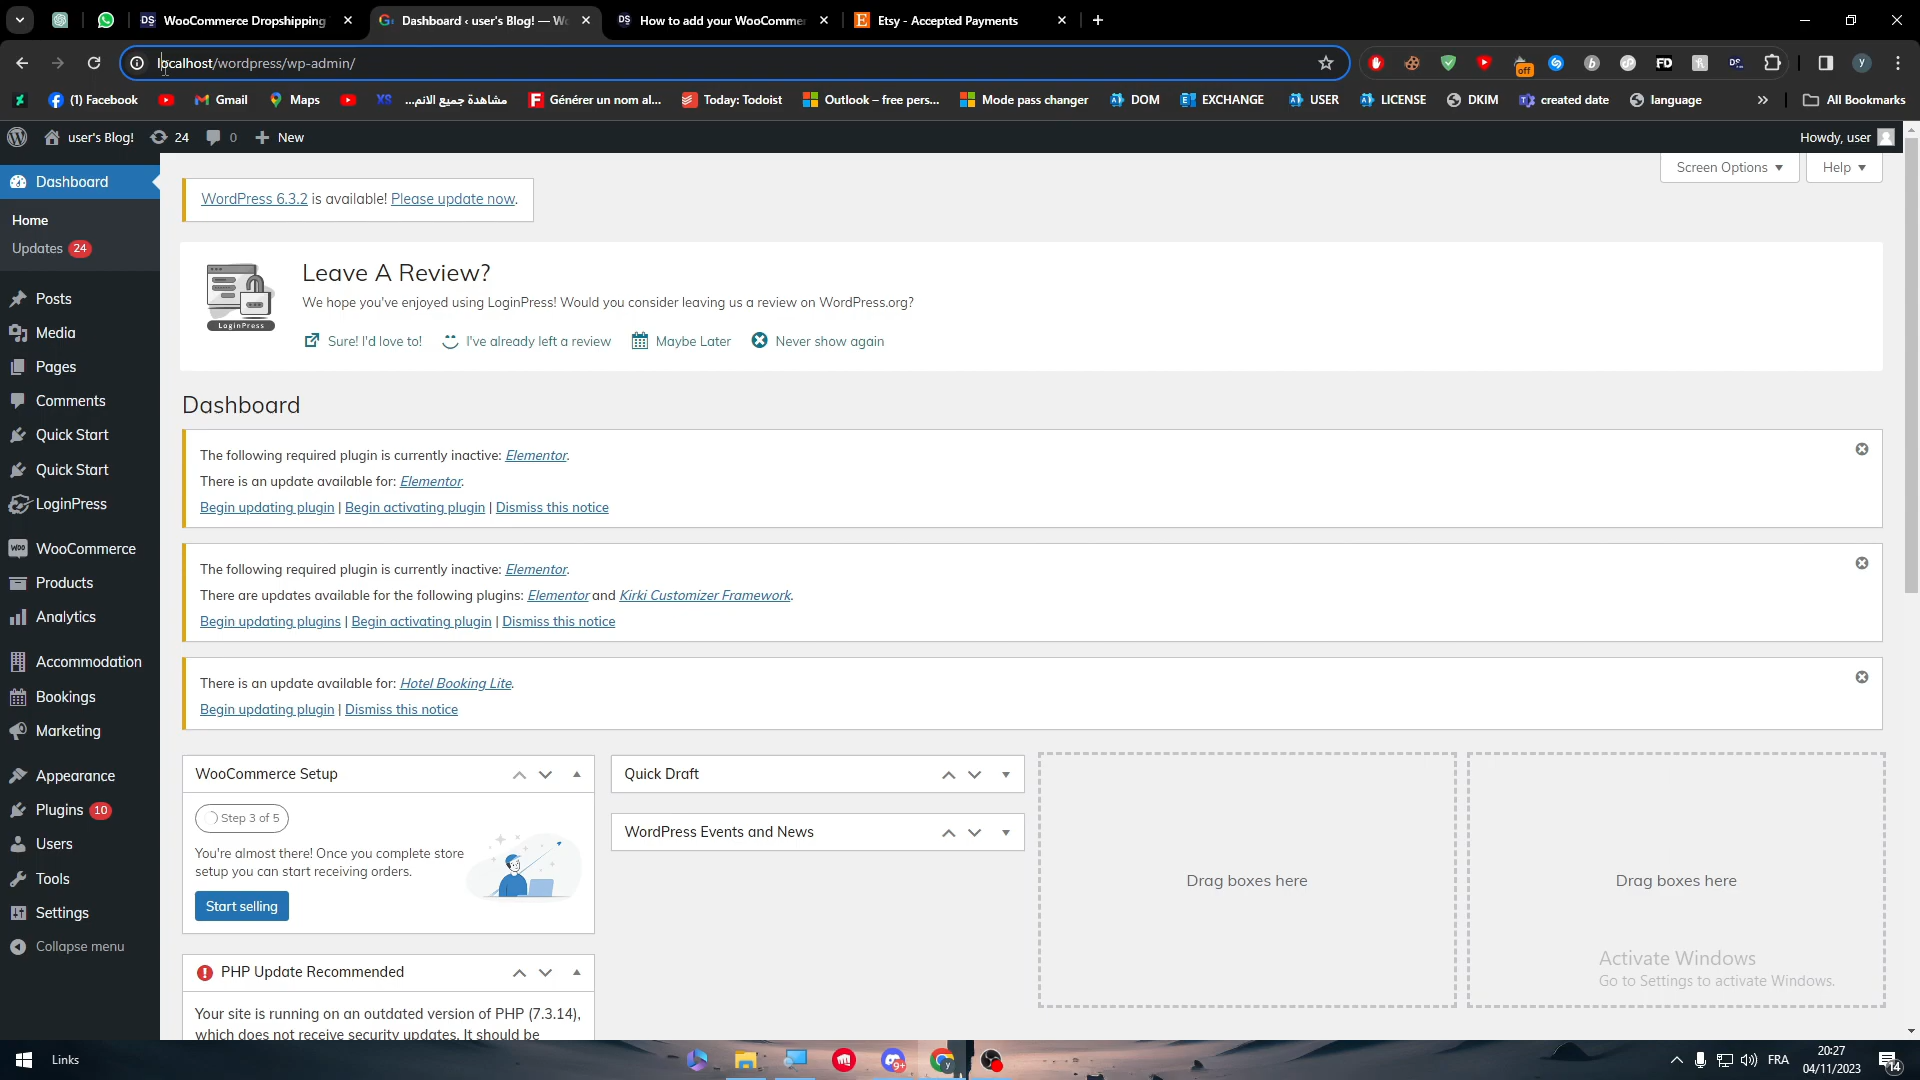 WooCommerce Dropshipping
Dashboard ‹ user's Blog! — Wo
How to add your WooCommer
Etsy - Accepted Payments
localhost/wordpress/wp-admin/
off
FD
y
(1) Facebook
Gmail
Maps
مشاهدة جميع الانم...
Générer un nom al...
Today: Todoist
Outlook – free pers...
Mode pass changer
DOM
EXCHANGE
USER
LICENSE
DKIM
created date
language
All Bookmarks
user's Blog!
24
0
New
Howdy, user
Dashboard
Screen Options
Help
WordPress 6.3.2 is available! Please update now.
Home
Updates 24
Leave A Review?
We hope you've enjoyed using LoginPress! Would you consider leaving us a review on WordPress.org?
LoginPress
Sure! I'd love to!
I've already left a review
Maybe Later
Never show again
Posts
Media
Pages
Comments
Quick Start
Quick Start
LoginPress
WooCommerce
Products
Analytics
Accommodation
Bookings
Marketing
Appearance
Plugins 10
Users
Tools
Settings
Collapse menu
Dashboard
The following required plugin is currently inactive: Elementor.
There is an update available for: Elementor.
Begin updating plugin | Begin activating plugin | Dismiss this notice
The following required plugin is currently inactive: Elementor.
There are updates available for the following plugins: Elementor and Kirki Customizer Framework.
Begin updating plugins | Begin activating plugin | Dismiss this notice
There is an update available for: Hotel Booking Lite.
Begin updating plugin | Dismiss this notice
WooCommerce Setup
Step 3 of 5
You're almost there! Once you complete store
setup you can start receiving orders.
Start selling
Quick Draft
WordPress Events and News
Drag boxes here
Drag boxes here
PHP Update Recommended
Your site is running on an outdated version of PHP (7.3.14),
which does not receive security updates. It should be
Activate Windows
Go to Settings to activate Windows.
Links
9+
FRA
20:27
04/11/2023
14